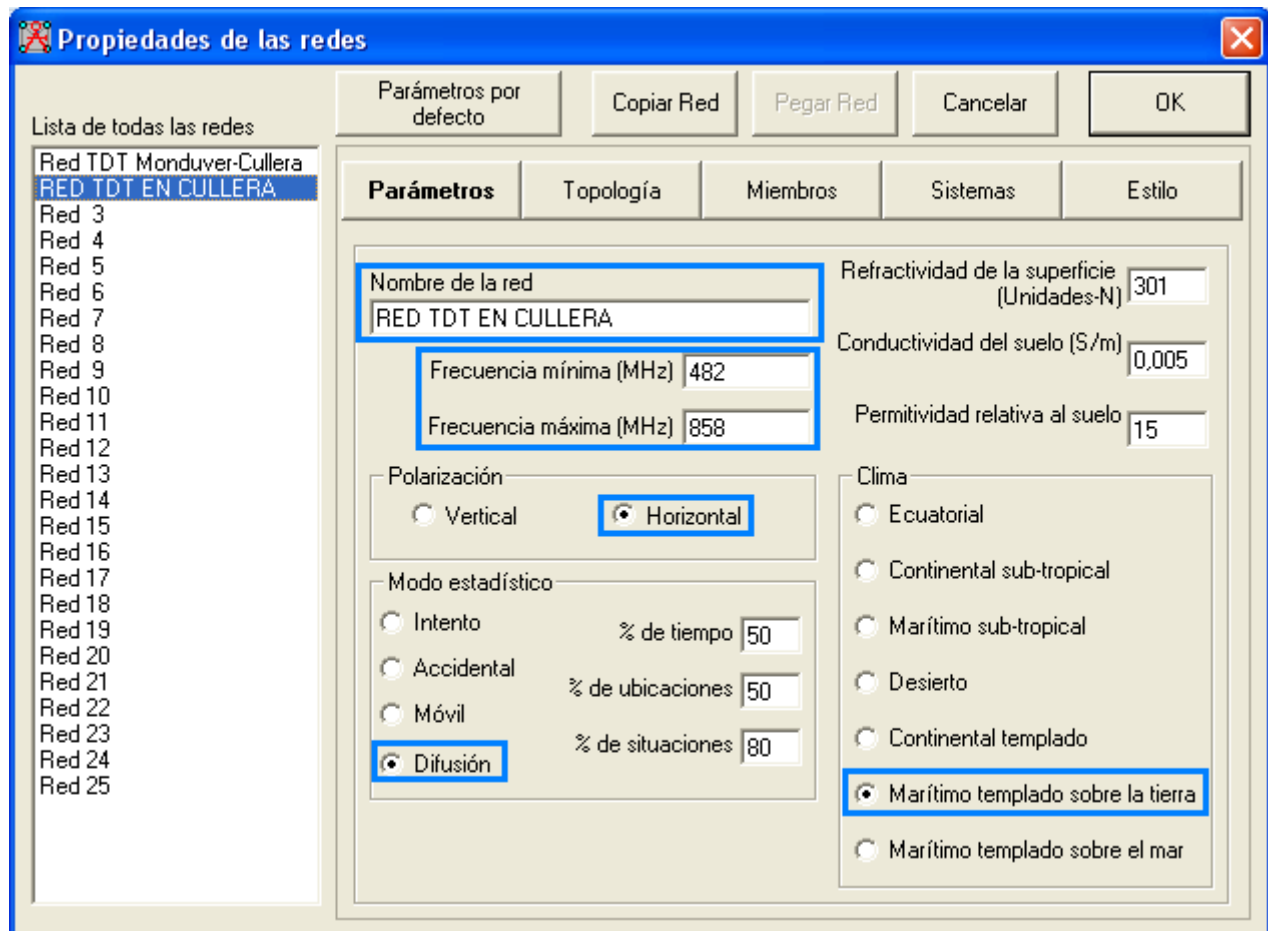 Propiedades de las redes
Parámetros por defecto
Copiar Red
Pegar Red
Cancelar
OK
Lista de todas las redes
Red TDT Monduver-Cullera
RED TDT EN CULLERA
Red 3
Red 4
Red 5
Red 6
Red 7
Red 8
Red 9
Red 10
Red 11
Red 12
Red 13
Red 14
Red 15
Red 16
Red 17
Red 18
Red 19
Red 20
Red 21
Red 22
Red 23
Red 24
Red 25
Parámetros
Topología
Miembros
Sistemas
Estilo
Nombre de la red
RED TDT EN CULLERA
Frecuencia mínima (MHz) 482
Frecuencia máxima (MHz) 858
Refractividad de la superficie
(Unidades-N) 301
Conductividad del suelo (S/m) 0,005
Permitividad relativa al suelo 15
Polarización
Vertical
Horizontal
Modo estadístico
Intento
Accidental
Móvil
Difusión
% de tiempo 50
% de ubicaciones 50
% de situaciones 80
Clima
Ecuatorial
Continental sub-tropical
Marítimo sub-tropical
Desierto
Continental templado
Marítimo templado sobre la tierra
Marítimo templado sobre el mar